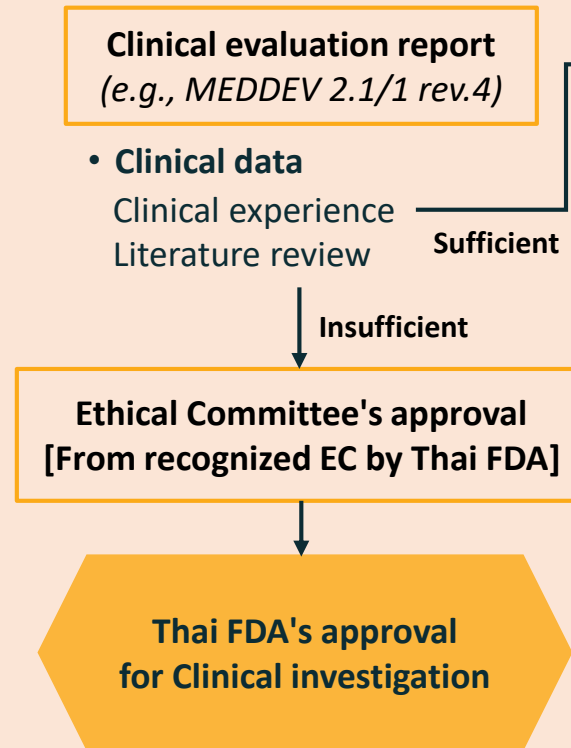 Clinical evaluation report
(e.g., MEDDEV 2.1/1 rev.4)
• Clinical data
Clinical experience
Literature review
Sufficient
Insufficient
Ethical Committee's approval
[From recognized EC by Thai FDA]
Thai FDA's approval
for Clinical investigation